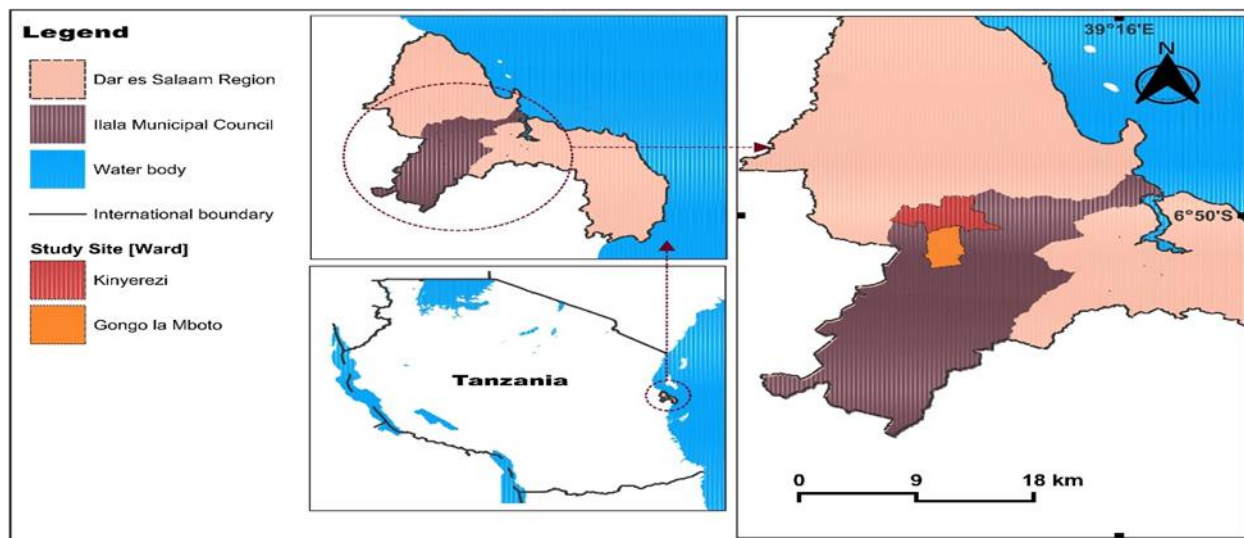 Legend
Dar es Salaam Region
Ilala Municipal Council
Water body
International boundary
Study Site [Ward]
Kinyerezi
Gongo la Mboto
Tanzania
39°16'E
N
6°50'S
0 9 18 km